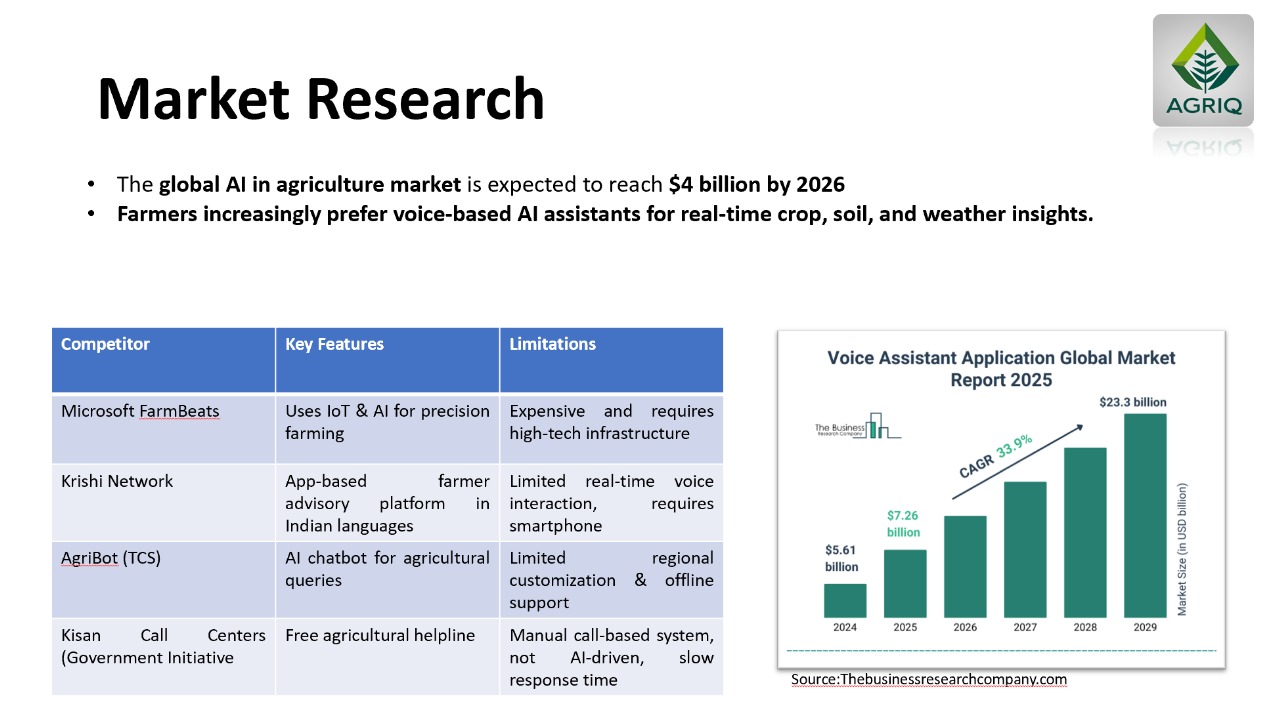 AGRIQ
Market Research
• The global AI in agriculture market is expected to reach $4 billion by 2026
• Farmers increasingly prefer voice-based AI assistants for real-time crop, soil, and weather insights.
Competitor
Key Features
Limitations
Microsoft FarmBeats
Uses IoT & AI for precision
farming
Expensive and requires
high-tech infrastructure
Krishi Network
App-based farmer
advisory platform in
Indian languages
Limited real-time voice
interaction, requires
smartphone
AgriBot (TCS)
AI chatbot for agricultural
queries
Limited regional
customization & offline
support
Kisan Call Centers
(Government Initiative
Free agricultural helpline
Manual call-based system,
not AI-driven, slow
response time
Voice Assistant Application Global Market
Report 2025
The Business
Research Company
$23.3 billion
CAGR 33.9%
$7.26
billion
$5.61
billion
Market Size (in USD billion)
2024 2025 2026 2027 2028 2029
Source:Thebusinessresearchcompany.com